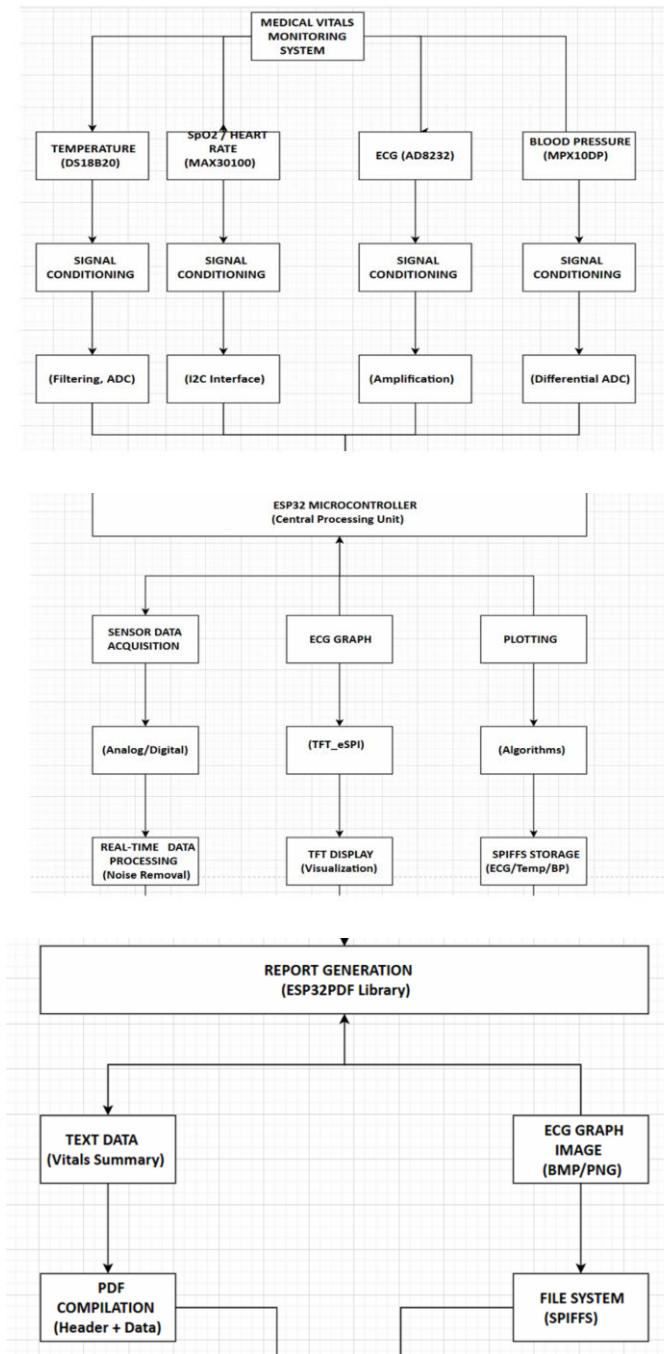 MEDICAL VITALS
MONITORING
SYSTEM
TEMPERATURE
(DS18B20)
SpO2 / HEART
RATE
(MAX30100)
ECG (AD8232)
BLOOD PRESSURE
(MPX10DP)
SIGNAL
CONDITIONING
SIGNAL
CONDITIONING
SIGNAL
CONDITIONING
SIGNAL
CONDITIONING
(Filtering, ADC)
(I2C Interface)
(Amplification)
(Differential ADC)
ESP32 MICROCONTROLLER
(Central Processing Unit)
SENSOR DATA
ACQUISITION
ECG GRAPH
PLOTTING
(Analog/Digital)
(TFT_eSPI)
(Algorithms)
REAL-TIME DATA
PROCESSING
(Noise Removal)
TFT DISPLAY
(Visualization)
SPIFFS STORAGE
(ECG/Temp/BP)
REPORT GENERATION
(ESP32PDF Library)
TEXT DATA
(Vitals Summary)
ECG GRAPH
IMAGE
(BMP/PNG)
PDF
COMPILATION
(Header + Data)
FILE SYSTEM
(SPIFFS)